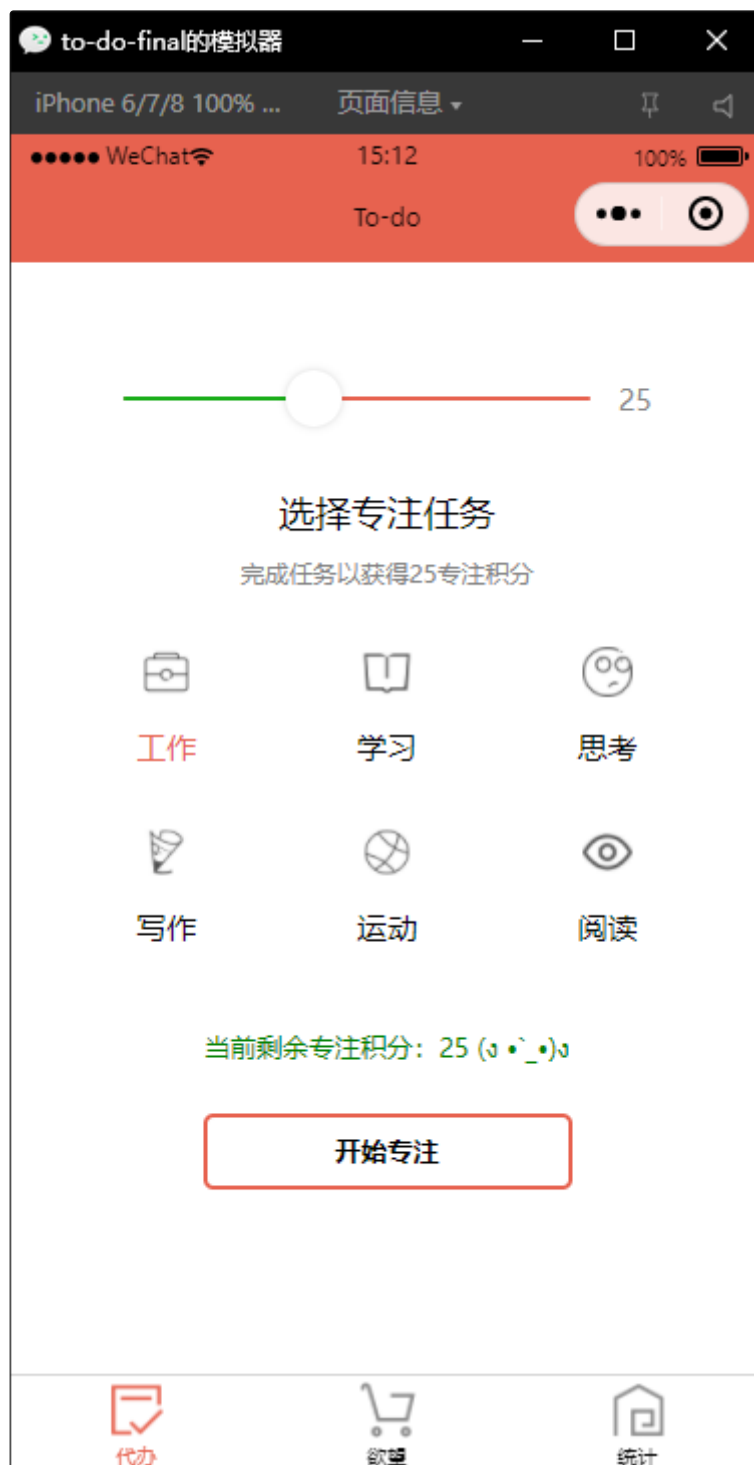 to-do-final的模拟器
iPhone 6/7/8 100% ... 页面信息
WeChat 15:12 100%
To-do
25
选择专注任务
完成任务以获得25专注积分
工作 学习 思考
写作 运动 阅读
当前剩余专注积分：25 (ง •̀_•)ง
开始专注
代办 欲望 统计